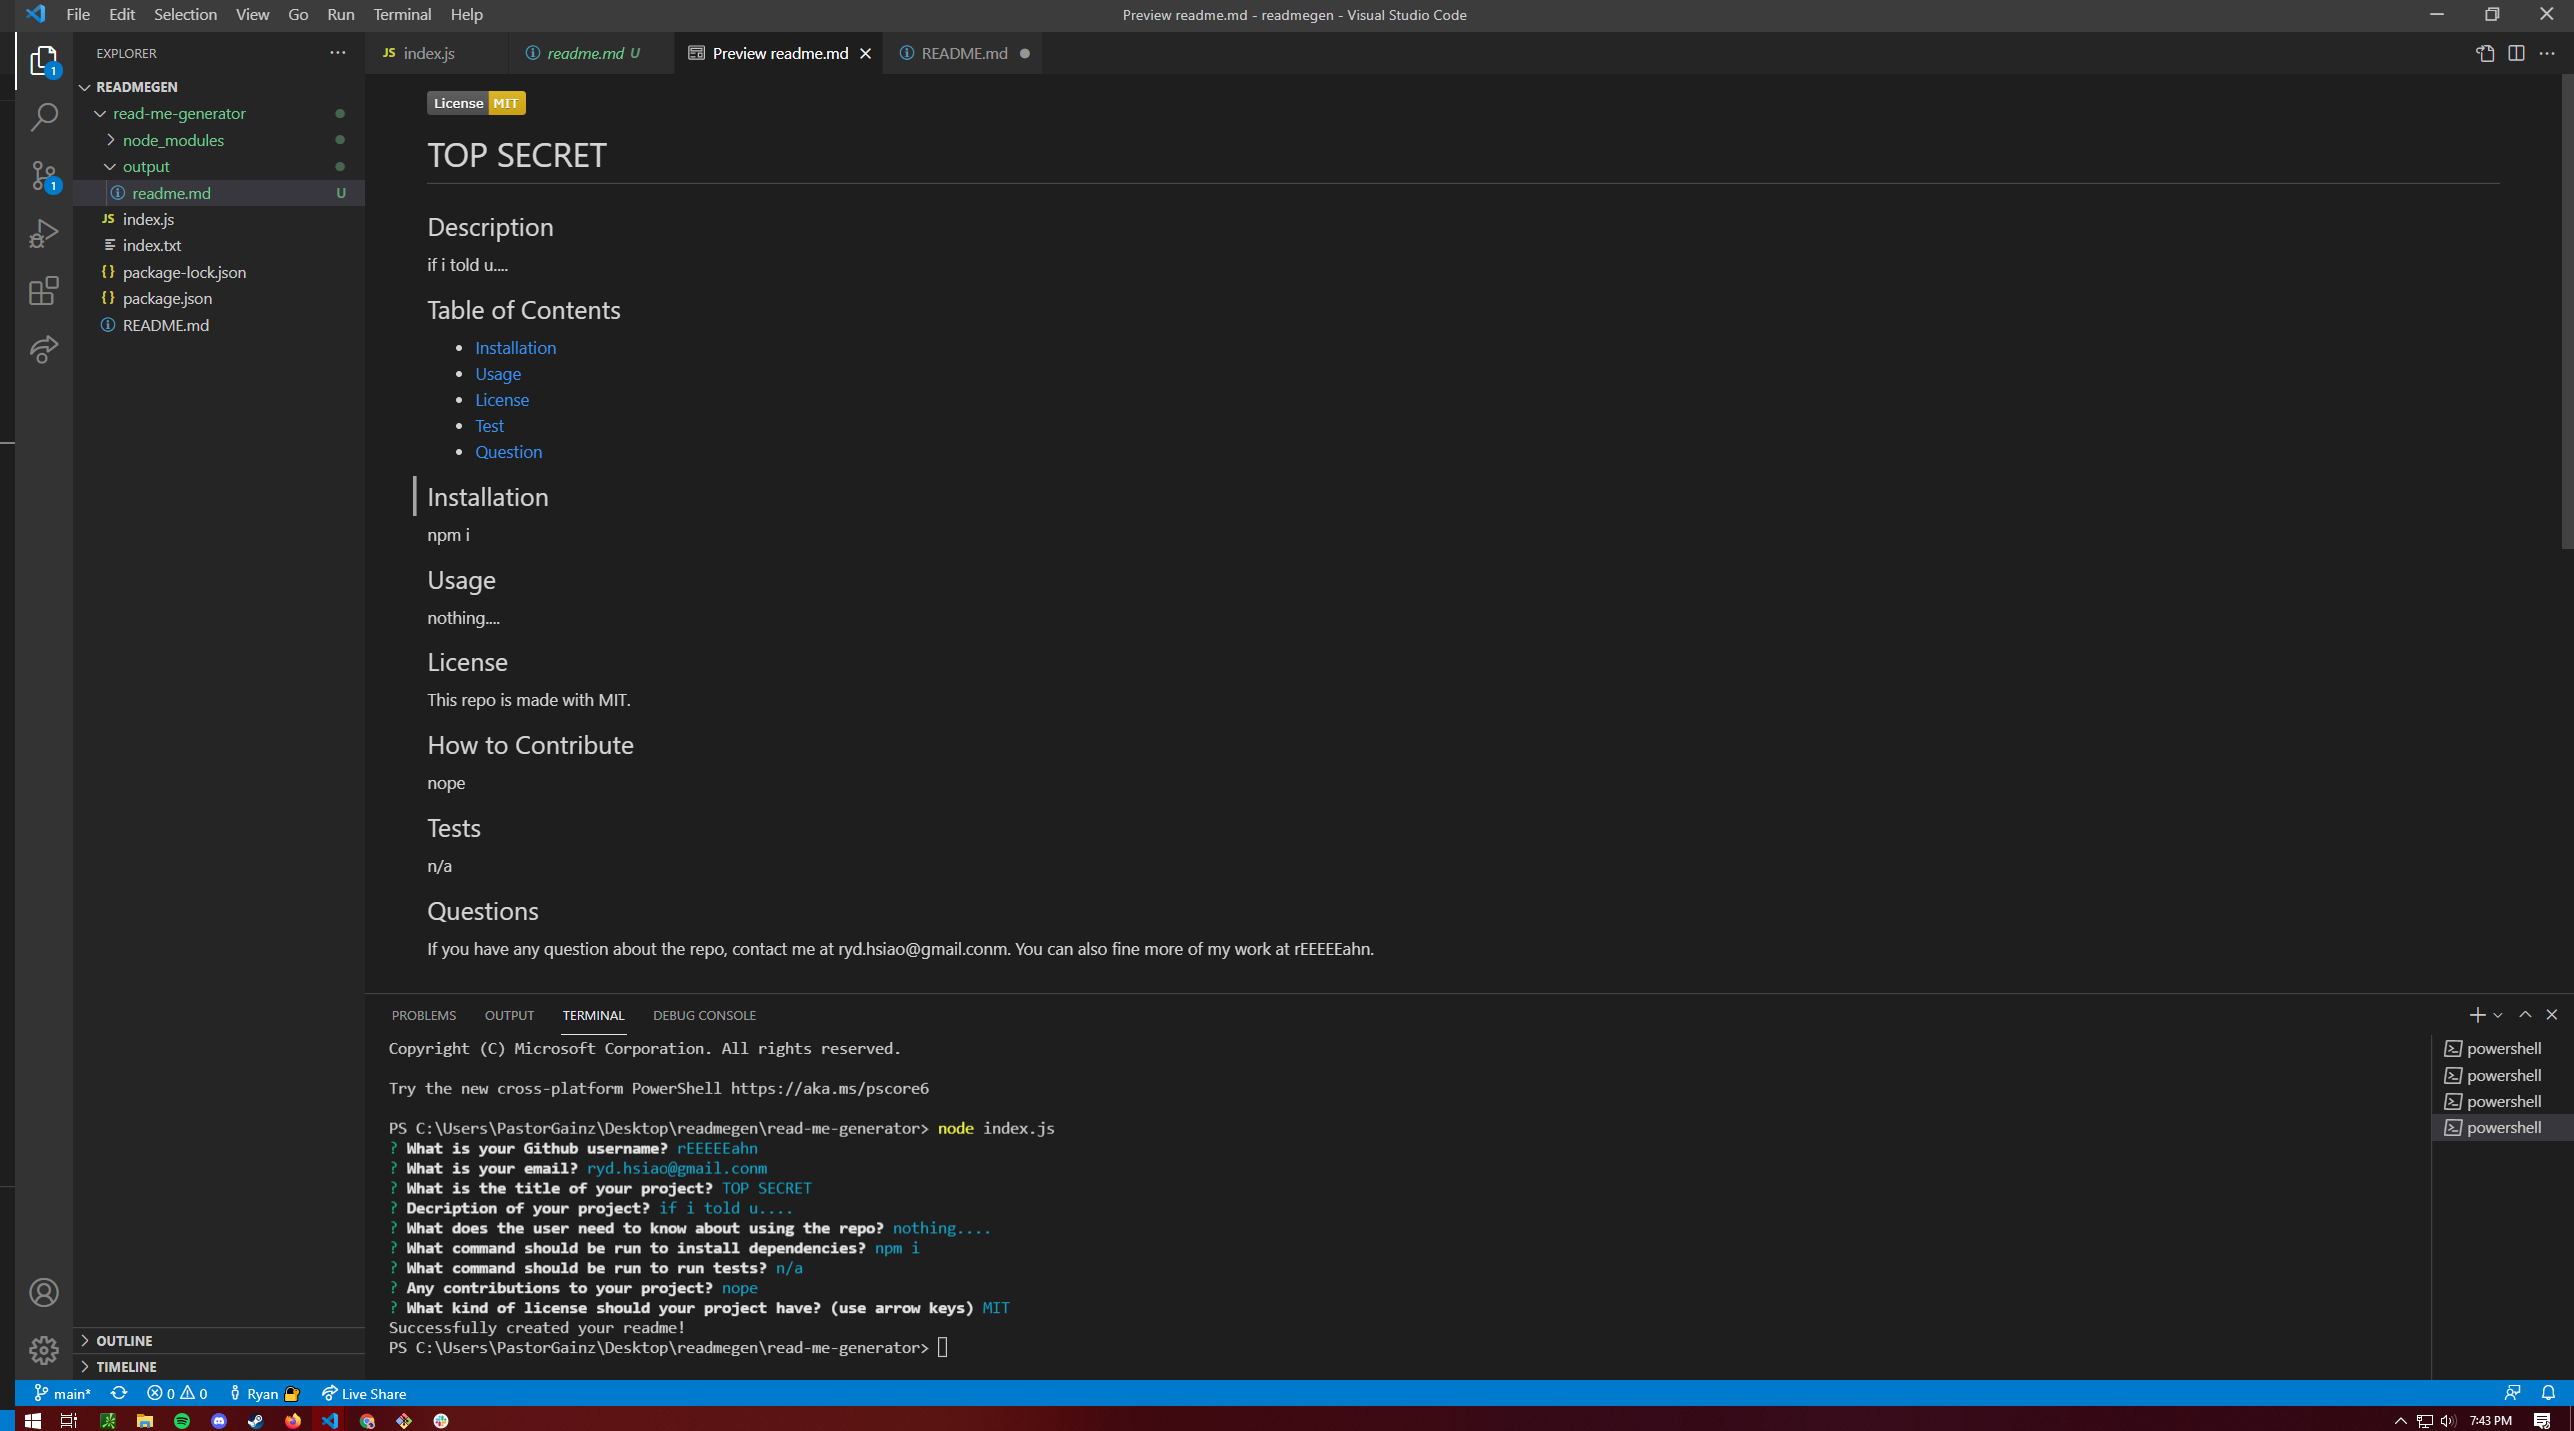 File Edit Selection View Go Run Terminal Help
Preview readme.md - readmegen - Visual Studio Code
EXPLORER
READMEGEN
read-me-generator
node_modules
output
readme.md U
JS index.js
index.txt
{} package-lock.json
{} package.json
README.md
OUTLINE
TIMELINE
1
1
JS index.js
readme.md U
Preview readme.md
README.md
License MIT
TOP SECRET
Description
if i told u....
Table of Contents
Installation
Usage
License
Test
Question
Installation
npm i
Usage
nothing....
License
This repo is made with MIT.
How to Contribute
nope
Tests
n/a
Questions
If you have any question about the repo, contact me at ryd.hsiao@gmail.conm. You can also fine more of my work at rEEEEEahn.
PROBLEMS OUTPUT TERMINAL DEBUG CONSOLE
Copyright (C) Microsoft Corporation. All rights reserved.
Try the new cross-platform PowerShell https://aka.ms/pscore6
PS C:\Users\PastorGainz\Desktop\readmegen\read-me-generator> node index.js
? What is your Github username? rEEEEEahn
? What is your email? ryd.hsiao@gmail.conm
? What is the title of your project? TOP SECRET
? Decription of your project? if i told u....
? What does the user need to know about using the repo? nothing....
? What command should be run to install dependencies? npm i
? What command should be run to run tests? n/a
? Any contributions to your project? nope
? What kind of license should your project have? (use arrow keys) MIT
Successfully created your readme!
PS C:\Users\PastorGainz\Desktop\readmegen\read-me-generator>
powershell
powershell
powershell
powershell
main* 0 0 Ryan Live Share
7:43 PM